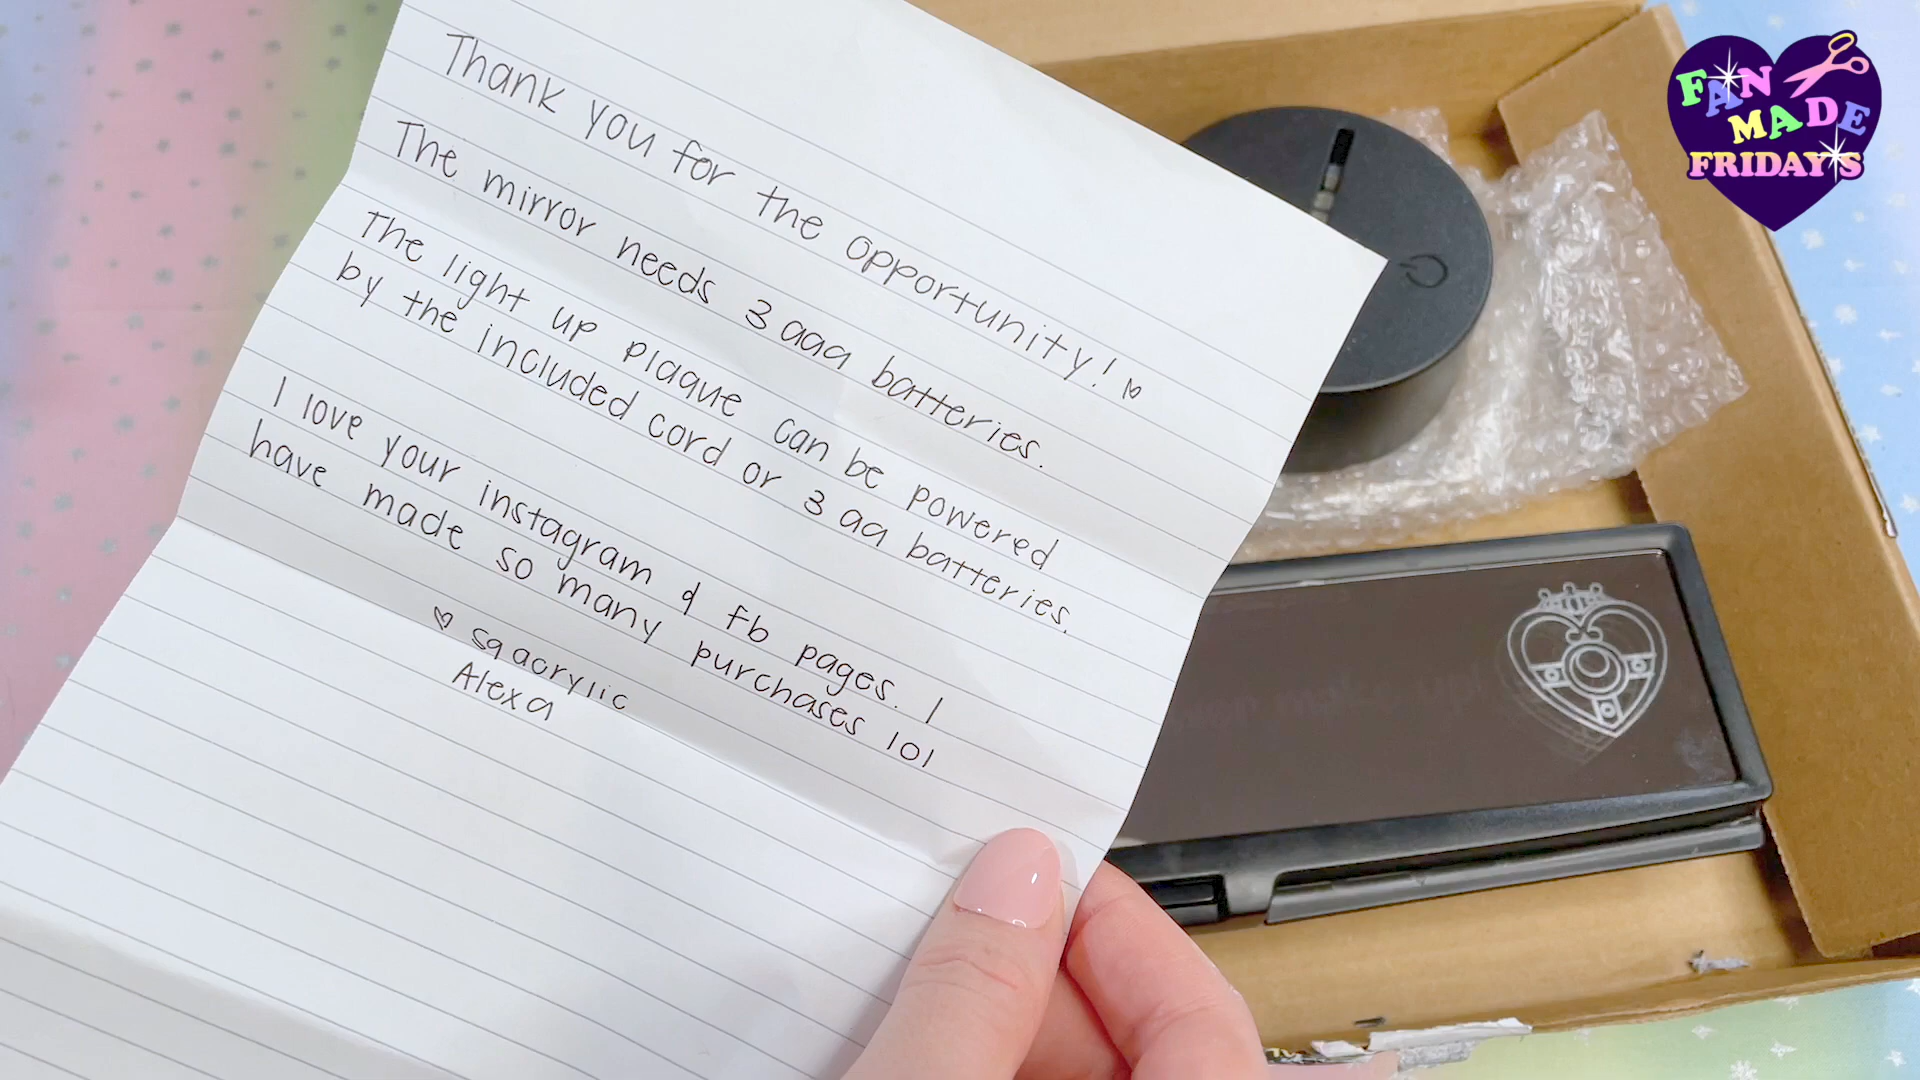 Thank you for the opportunity!
The mirror needs 3 aaa batteries.
The light up plaque can be powered
by the included cord or 3 aa batteries.
I love your instagram & fb pages. I
have made so many purchases lol
♡ sqacrylic
Alexa
FAN
MADE
FRIDAY'S